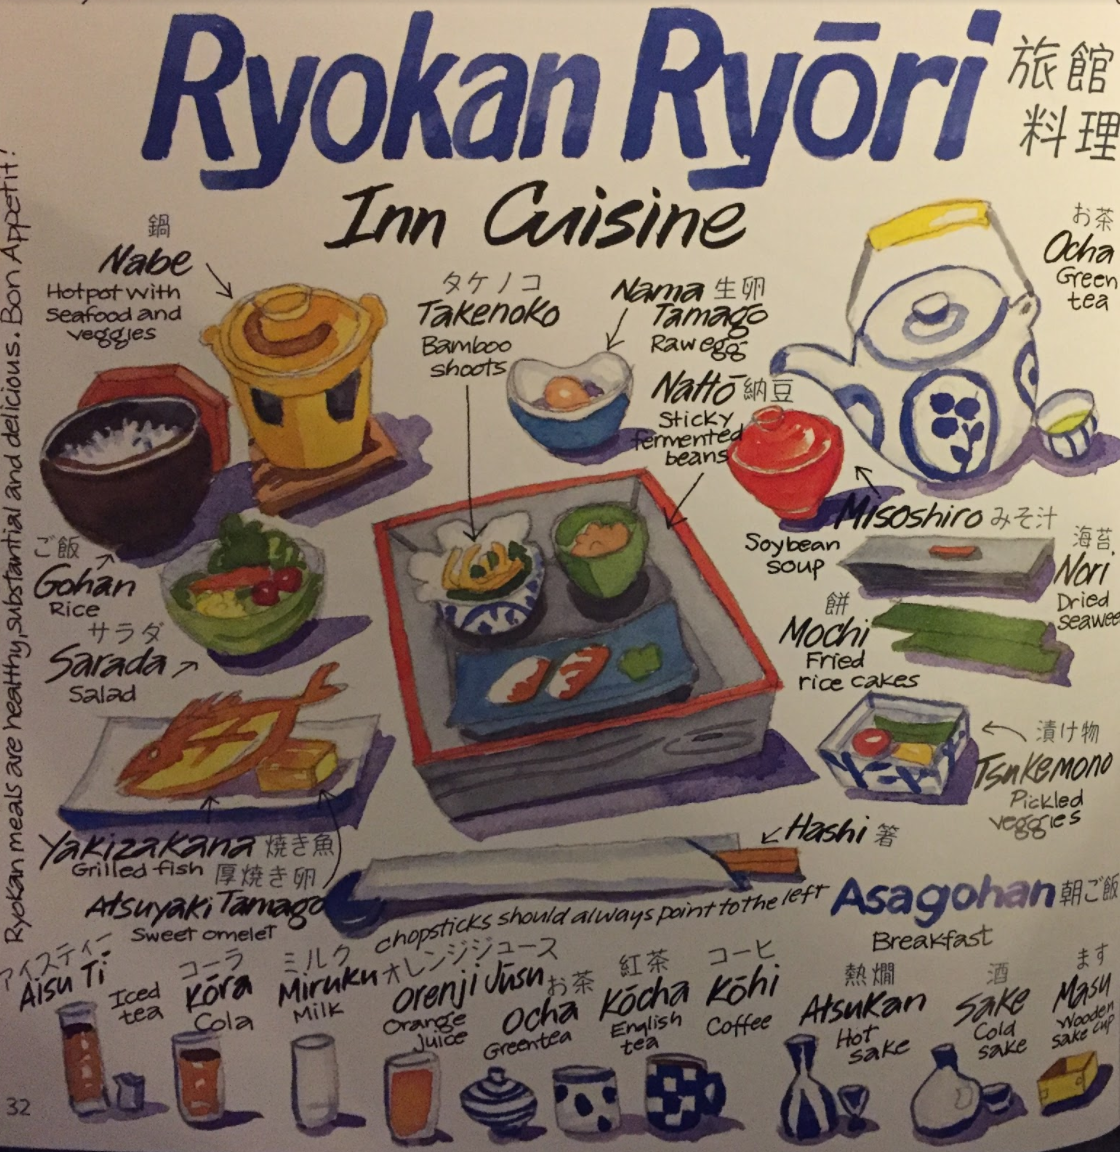 Ryokan Ryōri
旅館
料理
Inn Cuisine
Ryokan meals are healthy, substantial and delicious. Bon Appetit!
鍋
Nabe
Hotpot with
Seafood and
veggies
タケノコ
Takenoko
Bamboo
shoots
Nama 生卵
Tamago
Raw egg
Nattō 納豆
Sticky
fermented
beans
お茶
Ocha
Green
tea
Misoshiro みそ汁
Soybean
soup
海苔
Nori
Dried
seawee
餅
Mochi
Fried
rice cakes
ご飯
Gohan
Rice
サラダ
Sarada
Salad
漬け物
Tsukemono
Pickled
veggies
Yakizakana 焼き魚
Grilled fish
厚焼き卵
Atsuyaki Tamago
Sweet omelet
Hashi 箸
chopsticks should always point to the left
Asagohan 朝ご飯
Breakfast
アイスティー
Aisu Ti
Iced
tea
コーラ
Kōra
Cola
ミルク
Miruku
Milk
オレンジジュース
Orenji Jūsu
Orange
juice
お茶
Ocha
Green tea
紅茶
Kōcha
English
tea
コーヒ
Kōhi
Coffee
熱燗
Atsukan
Hot
sake
酒
Sake
Cold
sake
ます
Masu
Wooden
sake cup
32